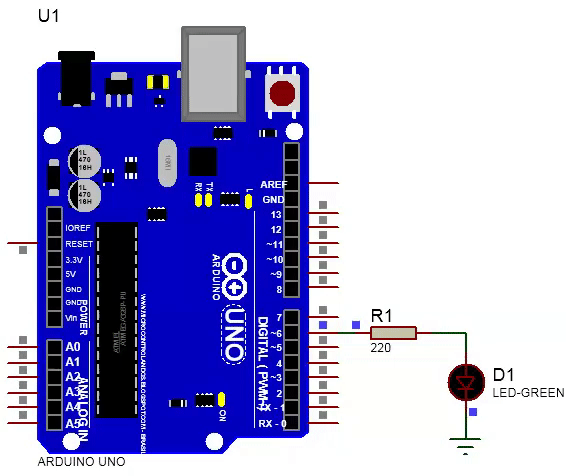 U1
1L
470
16H
1L
470
16H
RX
TX
L
AREF
GND
13
12
~11
~10
~9
8
IOREF
RESET
3.3V
5V
GND
GND
Vin
POWER
ARDUINO
UNO
DIGITAL (PWM~)
7
~6
~5
4
~3
2
TX - 1
RX - 0
A0
A1
A2
A3
A4
A5
ANALOG IN
ON
R1
220
D1
LED-GREEN
ARDUINO UNO